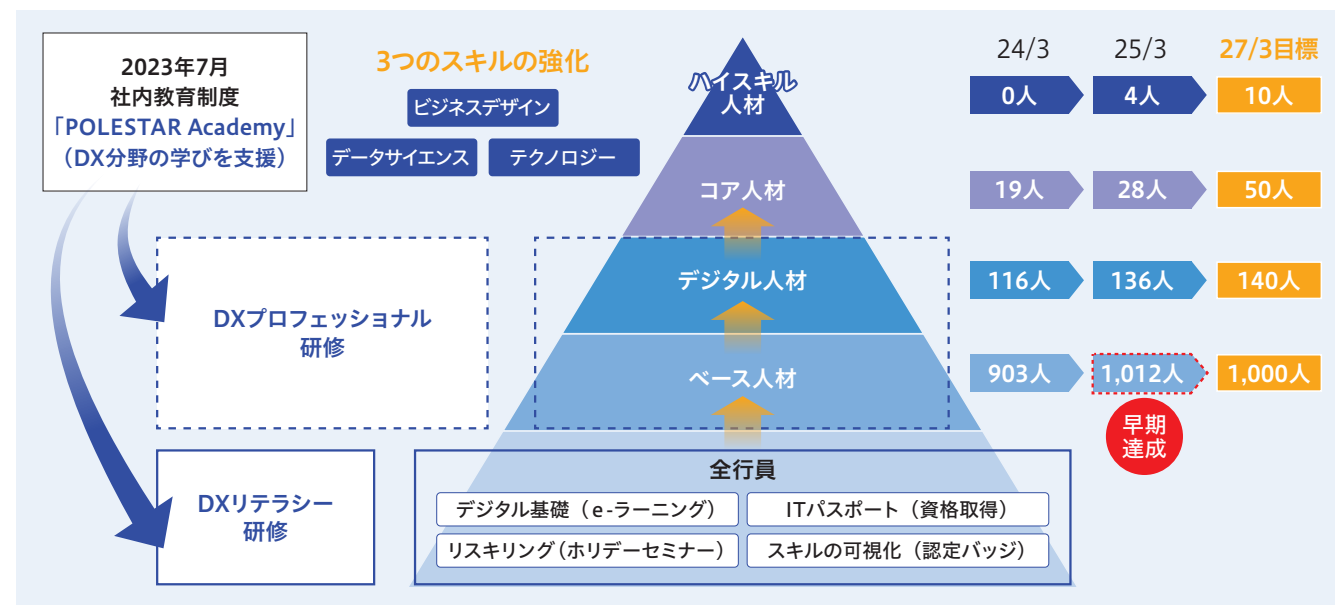 2023年7月
社内教育制度
「POLESTAR Academy」
（DX分野の学びを支援）
3つのスキルの強化
ビジネスデザイン
データサイエンス
テクノロジー
24/3
25/3
27/3目標
ハイスキル
人材
0人
4人
10人
コア人材
19人
28人
50人
DXプロフェッショナル
研修
デジタル人材
116人
136人
140人
ベース人材
903人
1,012人
1,000人
早期
達成
DXリテラシー
研修
全行員
デジタル基礎（e-ラーニング）
ITパスポート（資格取得）
リスキリング（ホリデーセミナー）
スキルの可視化（認定バッジ）